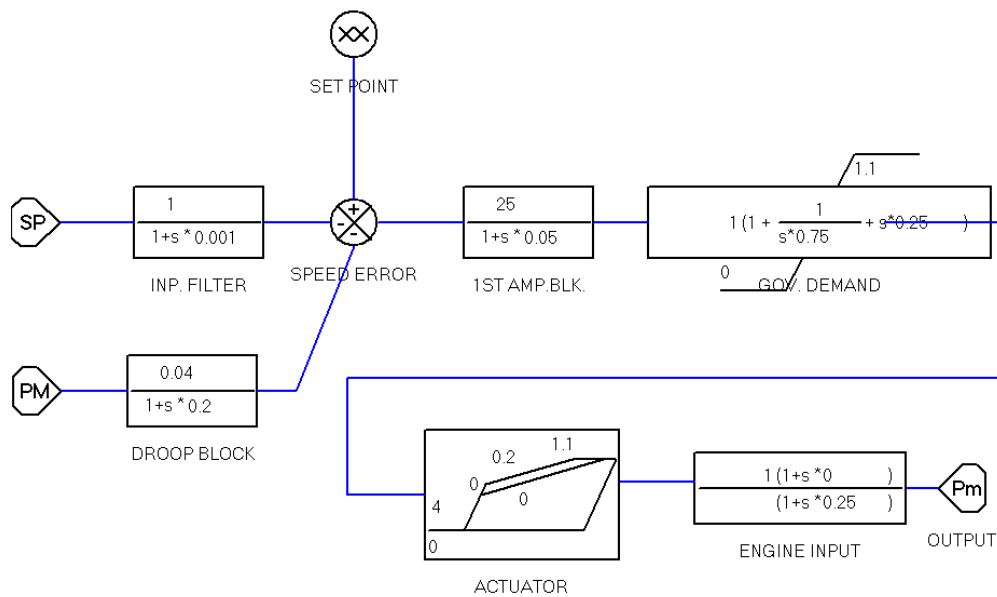 SET POINT
SP
1
1+s*0.001
INP. FILTER
+
-
-
SPEED ERROR
25
1+s*0.05
1ST AMP.BLK.
1.1
1 (1 + 1 / s*0.75 + s*0.25 )
0
GOV. DEMAND
PM
0.04
1+s*0.2
DROOP BLOCK
1.1
0.2
0
0
4
0
ACTUATOR
1 (1+s*0 )
(1+s*0.25 )
ENGINE INPUT
Pm
OUTPUT